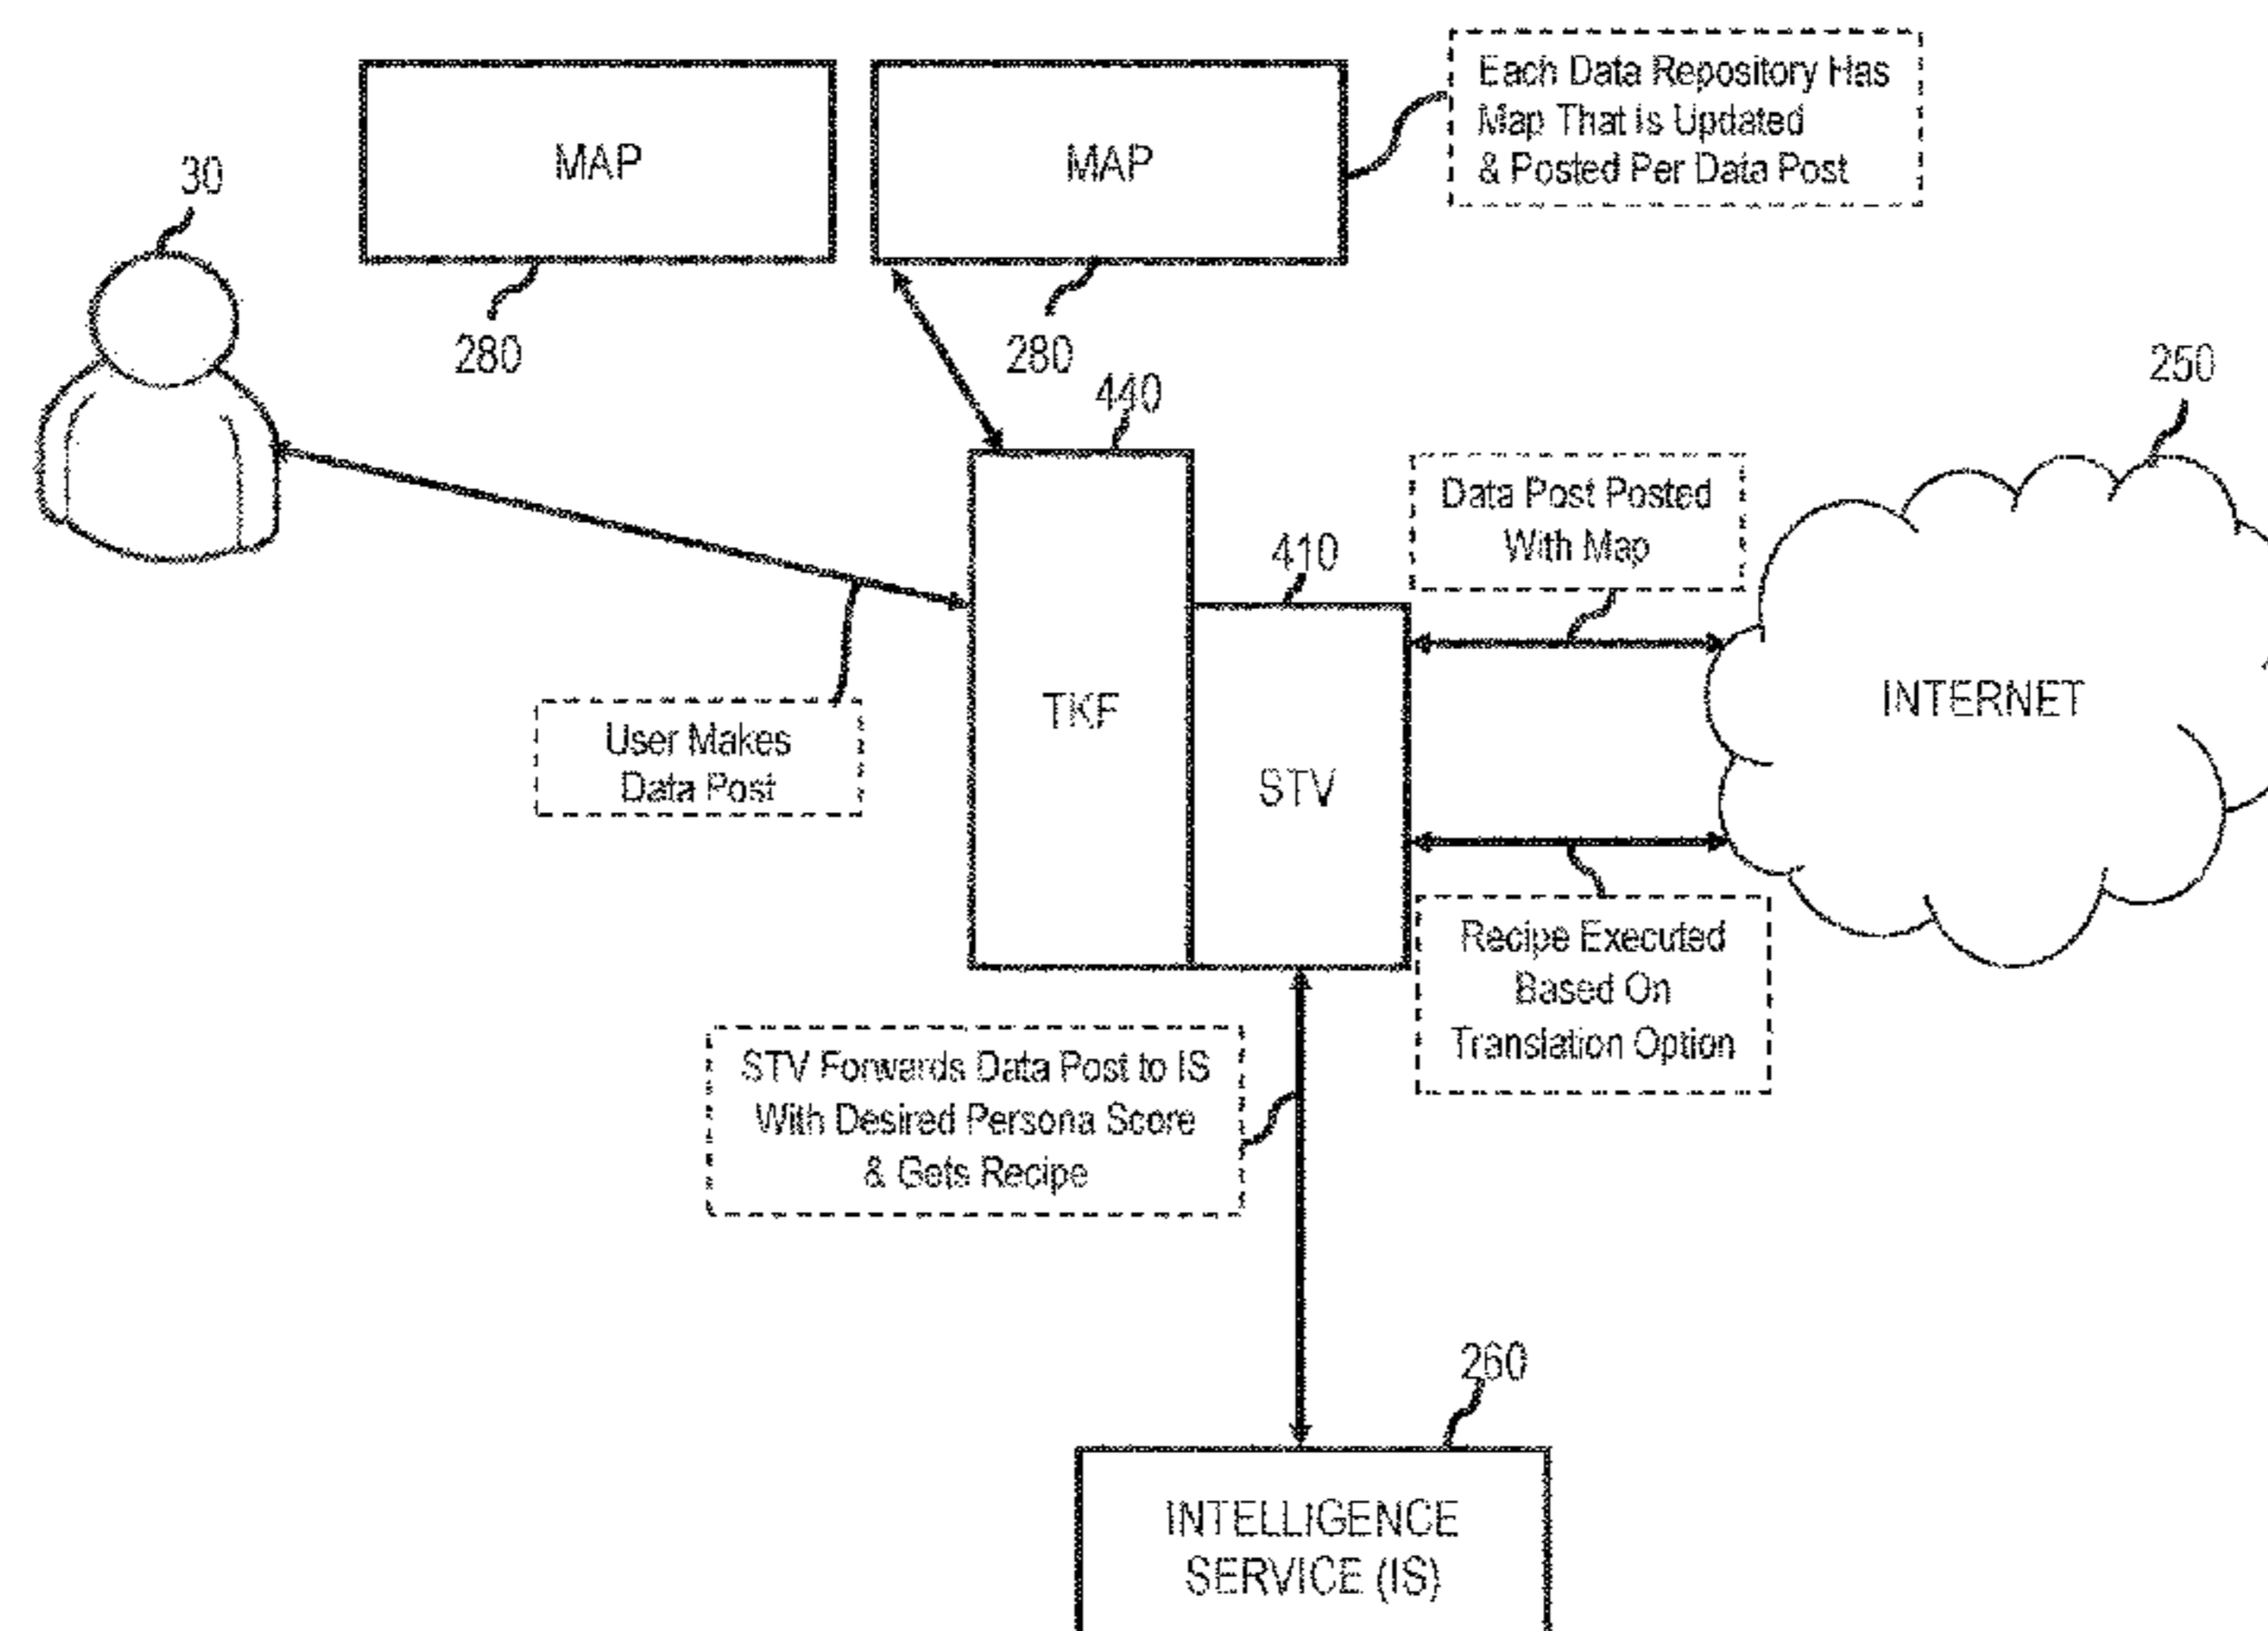 Each Data Repository Has
Map That is Updated
& Posted Per Data Post
MAP
MAP
30
280
280
250
440
Data Post Posted
With Map
410
INTERNET
TKF
User Makes
Data Post
STV
Recipe Executed
Based On
Translation Option
STV Forwards Data Post to IS
With Desired Persona Score
& Gets Recipe
260
INTELLIGENCE
SERVICE (IS)